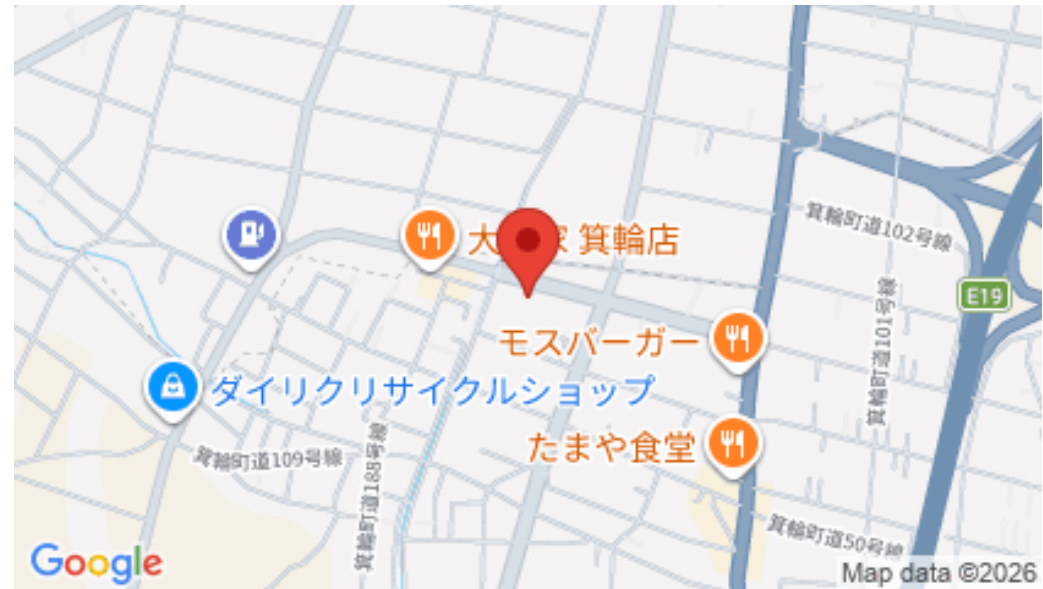 大 家 箕輪店
箕輪町道102号線
E19
箕輪町道101号線
モスバーガー
ダイリクリサイクルショップ
たまや食堂
箕輪町道109号線
箕輪町道188号線
箕輪町道50号線
Google
Map data ©2026